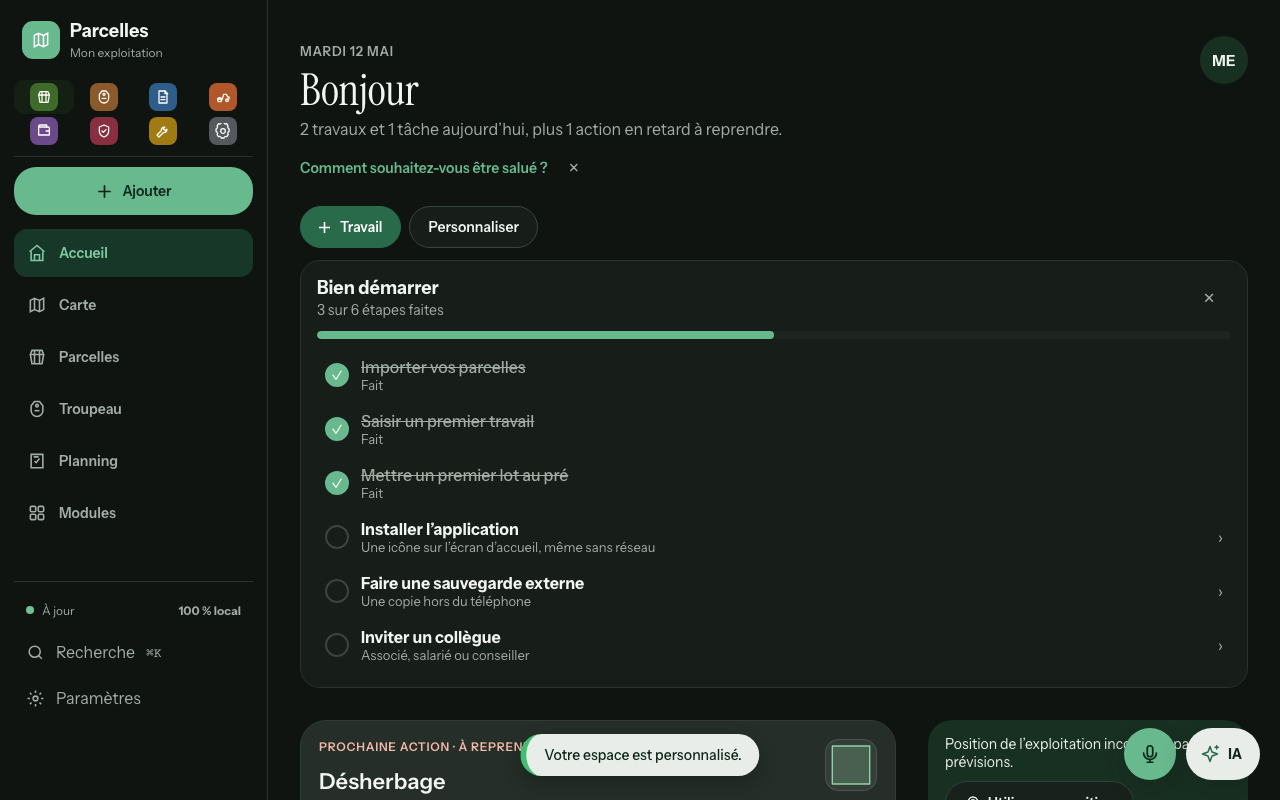 Parcelles
Mon exploitation
Ajouter
Accueil
Carte
Parcelles
Troupeau
Planning
Modules
À jour
100 % local
Recherche ⌘K
Paramètres
MARDI 12 MAI
ME
Bonjour
2 travaux et 1 tâche aujourd’hui, plus 1 action en retard à reprendre.
Comment souhaitez-vous être salué ? ×
+ Travail
Personnaliser
Bien démarrer
3 sur 6 étapes faites
Importer vos parcelles
Fait
Saisir un premier travail
Fait
Mettre un premier lot au pré
Fait
Installer l’application
Une icône sur l’écran d’accueil, même sans réseau
Faire une sauvegarde externe
Une copie hors du téléphone
Inviter un collègue
Associé, salarié ou conseiller
PROCHAINE ACTION · À
Désherbage
Votre espace est personnalisé.
Position de l’exploitation
prévisions.
IA